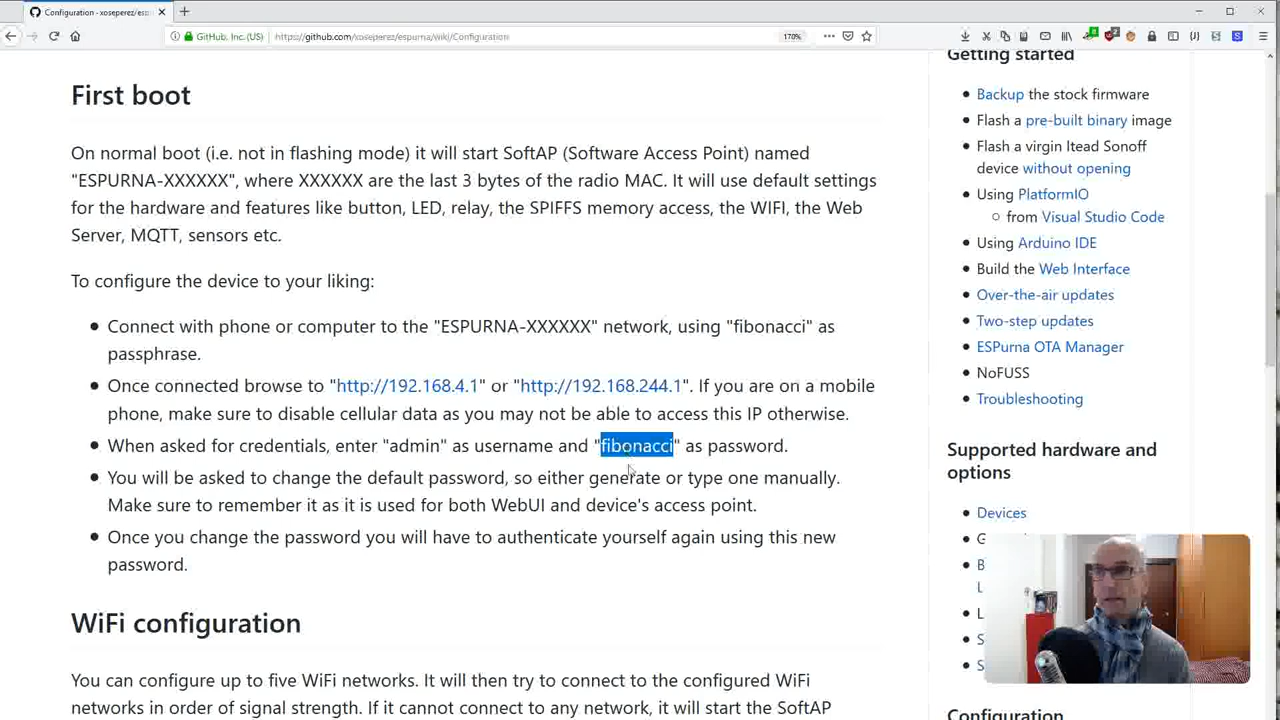 Configuration - xoseperez/esp
GitHub, Inc. (US)
https://github.com/xoseperez/espurna/wiki/Configuration
170%
First boot
On normal boot (i.e. not in flashing mode) it will start SoftAP (Software Access Point) named
"ESPURNA-XXXXXX", where XXXXXX are the last 3 bytes of the radio MAC. It will use default settings
for the hardware and features like button, LED, relay, the SPIFFS memory access, the WIFI, the Web
Server, MQTT, sensors etc.
To configure the device to your liking:
Connect with phone or computer to the "ESPURNA-XXXXXX" network, using "fibonacci" as
passphrase.
Once connected browse to "http://192.168.4.1" or "http://192.168.244.1". If you are on a mobile
phone, make sure to disable cellular data as you may not be able to access this IP otherwise.
When asked for credentials, enter "admin" as username and "fibonacci" as password.
You will be asked to change the default password, so either generate or type one manually.
Make sure to remember it as it is used for both WebUI and device's access point.
Once you change the password you will have to authenticate yourself again using this new
password.
WiFi configuration
You can configure up to five WiFi networks. It will then try to connect to the configured WiFi
networks in order of signal strength. If it cannot connect to any network, it will start the SoftAP
Getting started
Backup the stock firmware
Flash a pre-built binary image
Flash a virgin Itead Sonoff
device without opening
Using PlatformIO
from Visual Studio Code
Using Arduino IDE
Build the Web Interface
Over-the-air updates
Two-step updates
ESPurna OTA Manager
NoFUSS
Troubleshooting
Supported hardware and
options
Devices
G
B
L
L
S
S
Configuration